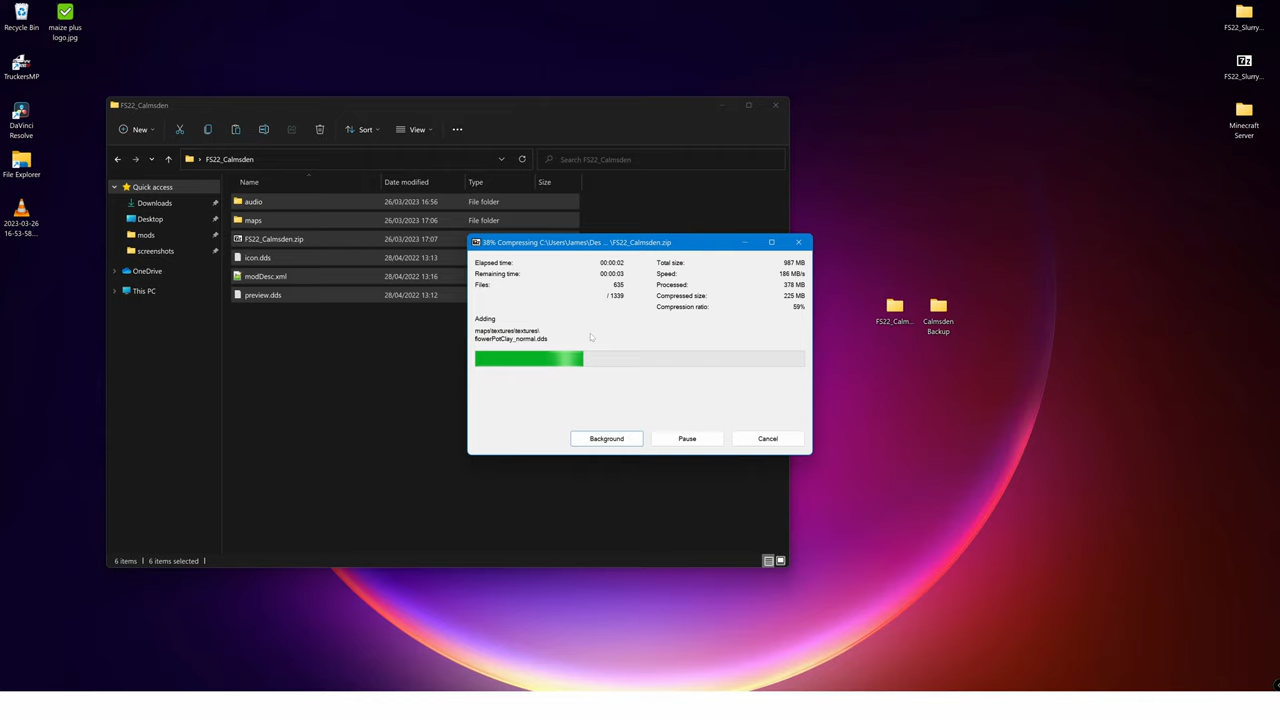 Recycle Bin
maize plus
logo.jpg
TruckersMP
DaVinci
Resolve
File Explorer
2023-03-26
16-53-58....
FS22_Slurry...
FS22_Slurry...
Minecraft
Server
FS22_Calmsden
New
Sort
View
FS22_Calmsden
Search FS22_Calmsden
Quick access
Downloads
Desktop
mods
screenshots
OneDrive
This PC
Name Date modified Type Size
audio 26/03/2023 16:56 File folder
maps 26/03/2023 17:06 File folder
FS22_Calmsden.zip 26/03/2023 17:07
icon.dds 28/04/2022 13:13
modDesc.xml 28/04/2022 13:16
preview.dds 28/04/2022 13:12
6 items 6 items selected
38% Compressing C:\Users\James\Des ... \FS22_Calmsden.zip
Elapsed time: 00:00:02 Total size: 987 MB
Remaining time: 00:00:03 Speed: 186 MB/s
Files: 635 Processed: 378 MB
/ 1339 Compressed size: 225 MB
Compression ratio: 59%
Adding
maps\textures\textures\
flowerPotClay_normal.dds
Background Pause Cancel
FS22_Calm...
Calmsden
Backup